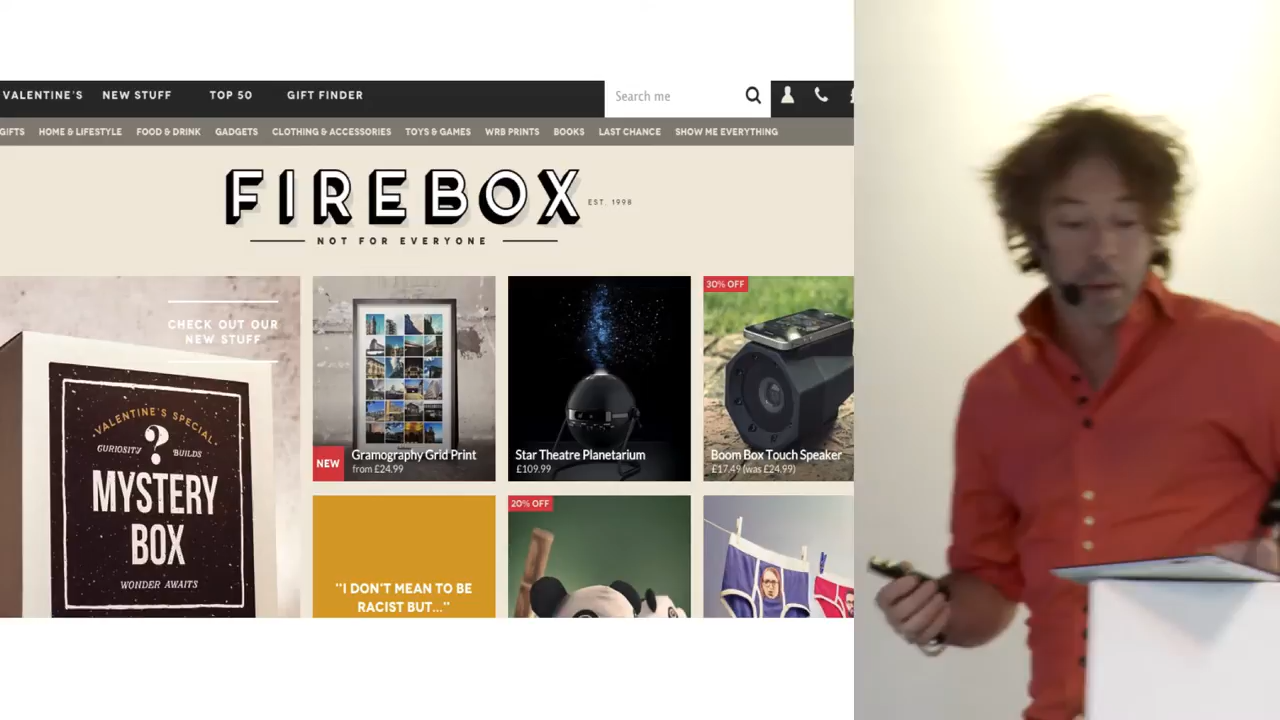 VALENTINE'S NEW STUFF TOP 50 GIFT FINDER Search me
GIFTS HOME & LIFESTYLE FOOD & DRINK GADGETS CLOTHING & ACCESSORIES TOYS & GAMES WRB PRINTS BOOKS LAST CHANCE SHOW ME EVERYTHING
FIREBOX EST. 1998
NOT FOR EVERYONE
CHECK OUT OUR
NEW STUFF
VALENTINE'S SPECIAL
?
CURIOSITY BUILDS
MYSTERY
BOX
WONDER AWAITS
NEW
Gramography Grid Print
from £24.99
Star Theatre Planetarium
£109.99
30% OFF
Boom Box Touch Speaker
£17.49 (was £24.99)
"I DON'T MEAN TO BE
RACIST BUT..."
20% OFF